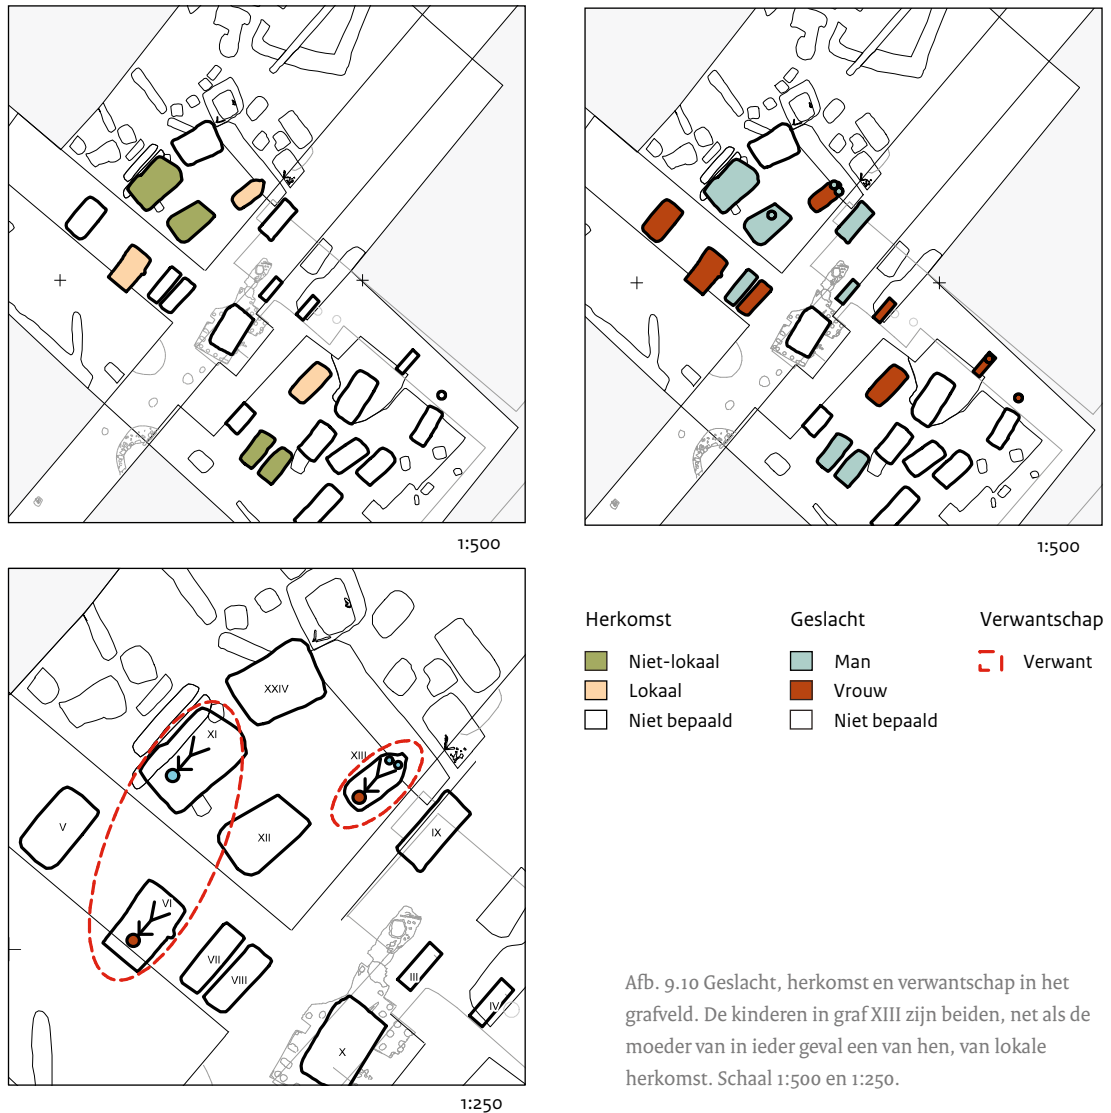 1:500
1:500
XXIV
XI
XIII
V
XII
IX
VI
VII
VIII
III
IV
X
1:250
Herkomst
Niet-lokaal
Lokaal
Niet bepaald
Geslacht
Man
Vrouw
Niet bepaald
Verwantschap
Verwant
Afb. 9.10 Geslacht, herkomst en verwantschap in het
grafveld. De kinderen in graf XIII zijn beiden, net als de
moeder van in ieder geval een van hen, van lokale
herkomst. Schaal 1:500 en 1:250.